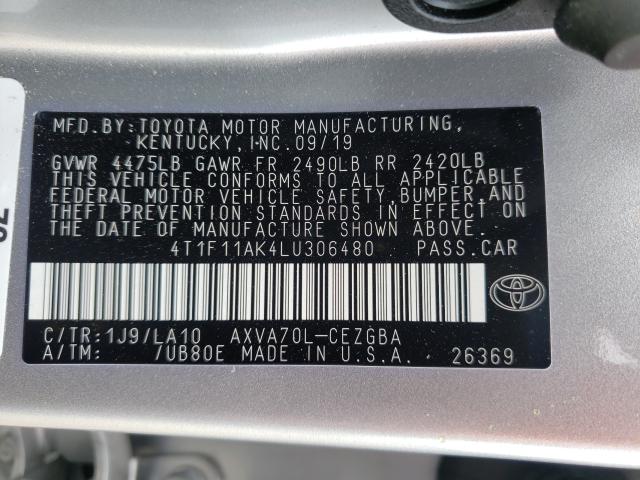 MFD.BY:TOYOTA MOTOR MANUFACTURING,
KENTUCKY, INC.09/19
GVWR 4475LB GAWR FR 2490LB RR 2420LB
THIS VEHICLE CONFORMS TO ALL APPLICABLE
FEDERAL MOTOR VEHICLE SAFETY, BUMPER,AND
THEFT PREVENTION STANDARDS IN EFFECT ON
THE DATE OF MANUFACTURE SHOWN ABOVE.
4T1F11AK4LU306480 PASS.CAR
C/TR:1J9/LA10 AXVA70L-CEZGBA
A/TM: /UB80E MADE IN U.S.A. 26369